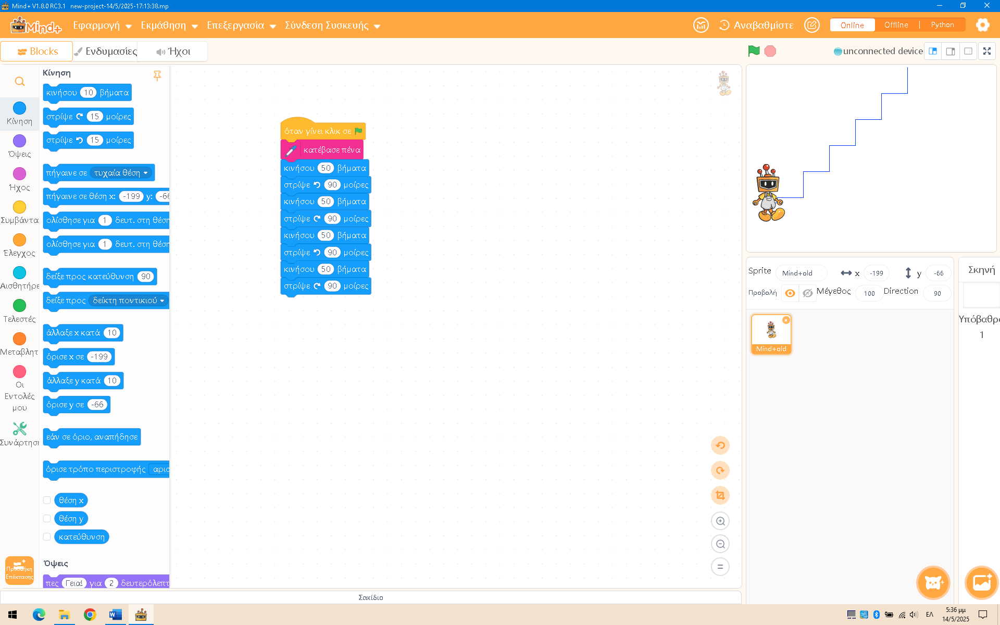 Mind+ V1.8.0 RC3.1 new-project-14/5/2025-17:13:38.mp
Mind+ Εφαρμογή Εκμάθηση Επεξεργασία Σύνδεση Συσκευής Αναβαθμίστε Online Offline Python
Blocks Ενδυμασίες Ήχοι unconnected device
Κίνηση
Όψεις
Ήχος
Συμβάντα
Έλεγχος
Αισθητήρε
Τελεστές
Μεταβλητ
Οι
Εντολές
μου
Συνάρτηση
Προσθήκη
Επέκτασης
Κίνηση
κινήσου 10 βήματα
στρίψε 15 μοίρες
στρίψε 15 μοίρες
πήγαινε σε τυχαία θέση
πήγαινε σε θέση x: -199 y: -66
ολίσθησε για 1 δευτ. στη θέση
ολίσθησε για 1 δευτ. στη θέση
δείξε προς κατεύθυνση 90
δείξε προς δείκτη ποντικιού
άλλαξε x κατά 10
όρισε x σε -199
άλλαξε y κατά 10
όρισε y σε -66
εάν σε όριο, αναπήδησε
όρισε τρόπο περιστροφής αρισ
θέση x
θέση y
κατεύθυνση
Όψεις
πες Γεια! για 2 δευτερόλεπτ
όταν γίνει κλικ σε
κατέβασε πένα
κινήσου 50 βήματα
στρίψε 90 μοίρες
κινήσου 50 βήματα
στρίψε 90 μοίρες
κινήσου 50 βήματα
στρίψε 90 μοίρες
κινήσου 50 βήματα
στρίψε 90 μοίρες
Σακίδιο
Sprite Mind+old x -199 y -66
Προβολή Μέγεθος 100 Direction 90
Mind+old
Σκηνή
Υπόβαθρο
1
ΕΛ
5:36 μμ
14/5/2025